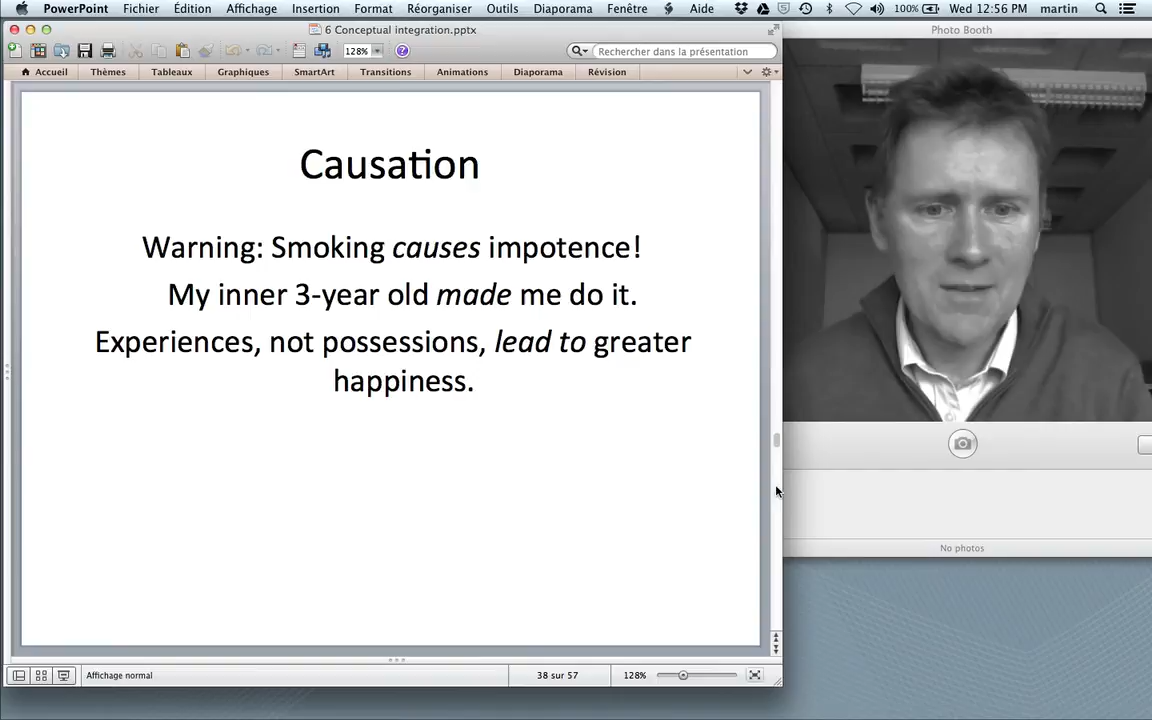 PowerPoint Fichier Édition Affichage Insertion Format Réorganiser Outils Diaporama Fenêtre Aide 100% Wed 12:56 PM martin
6 Conceptual integration.pptx
Photo Booth
128% Rechercher dans la présentation
Accueil Thèmes Tableaux Graphiques SmartArt Transitions Animations Diaporama Révision
Causation
Warning: Smoking causes impotence!
My inner 3-year old made me do it.
Experiences, not possessions, lead to greater
happiness.
No photos
Affichage normal 38 sur 57 128%